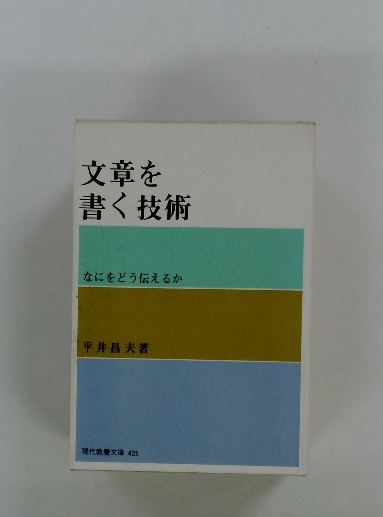 文章を
書く技術
なにをどう伝えるか
平井昌夫著
現代教養文庫 425